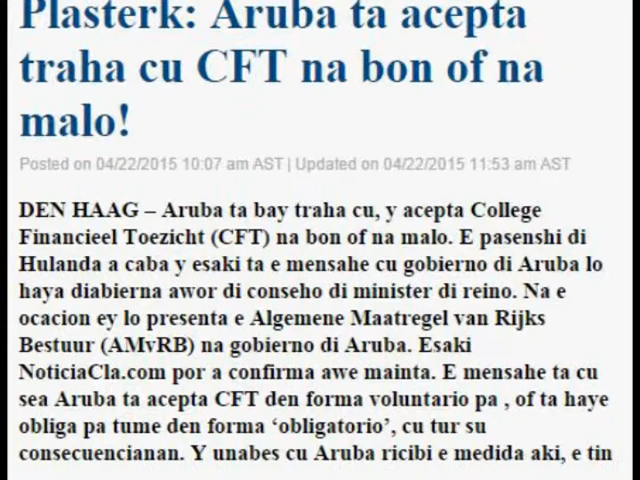 Plasterk: Aruba ta acepta
traha cu CFT na bon of na
malo!
Posted on 04/22/2015 10:07 am AST | Updated on 04/22/2015 11:53 am AST
DEN HAAG – Aruba ta bay traha cu, y acepta College
Financieel Toezicht (CFT) na bon of na malo. E pasenshi di
Hulanda a caba y esaki ta e mensahe cu gobierno di Aruba lo
haya diabierna awor di conseho di minister di reino. Na e
ocacion ey lo presenta e Algemene Maatregel van Rijks
Bestuur (AMvRB) na gobierno di Aruba. Esaki
NoticiaCla.com por a confirma awe mainta. E mensahe ta cu
sea Aruba ta acepta CFT den forma voluntario pa , of ta haye
obliga pa tume den forma ‘obligatorio’, cu tur su
consecuencianan. Y unabes cu Aruba ricibi e medida aki, e tin